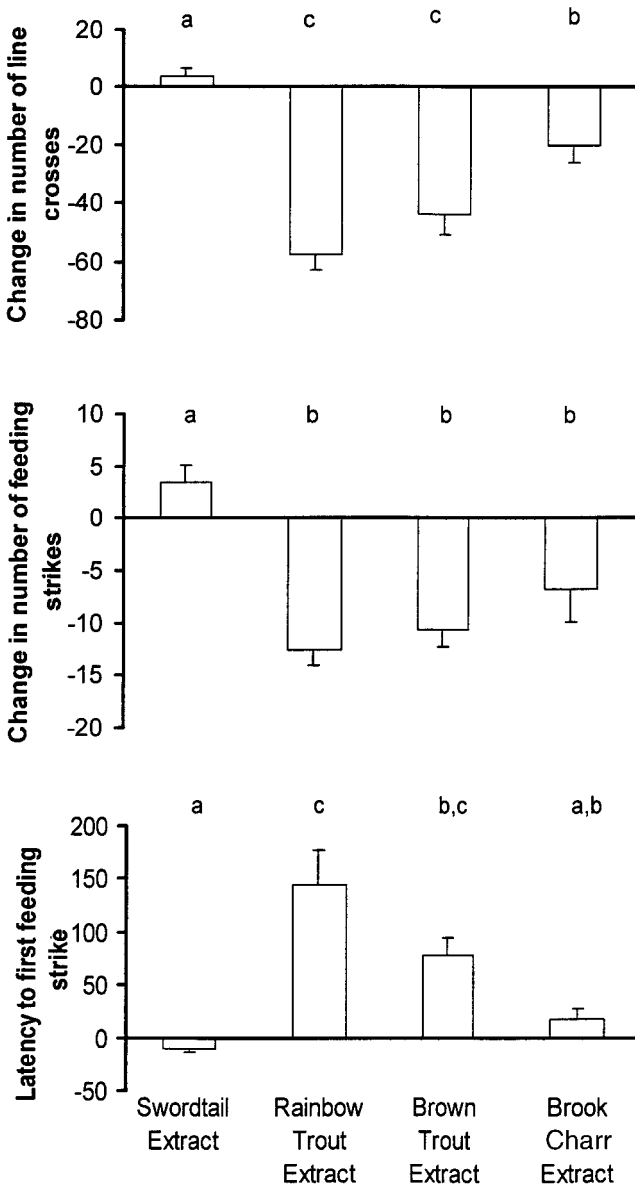 Change in number of line
crosses
a c c b
20
0
-20
-40
-60
-80
Change in number of feeding
strikes
a b b b
10
5
0
-5
-10
-15
-20
Latency to first feeding
strike
a c b,c a,b
200
150
100
50
0
-50
Swordtail Rainbow Brown Brook
Extract Trout Trout Charr
Extract Extract Extract